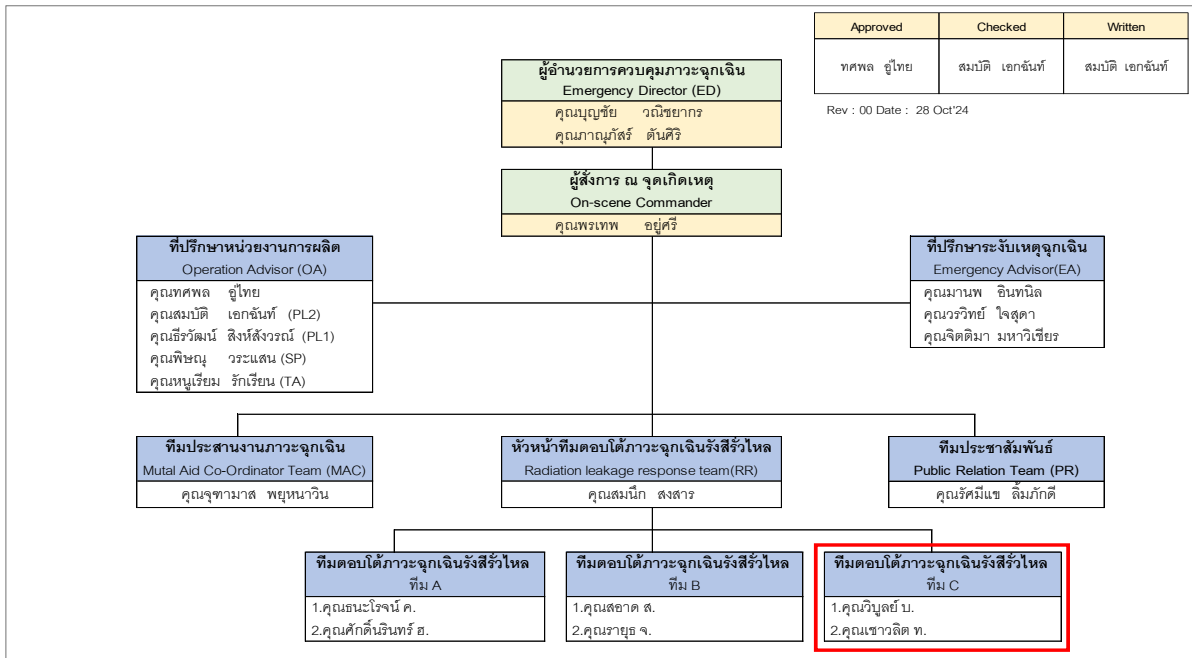 Approved Checked Written
ทศพล อู่ไทย สมบัติ เอกฉันท์ สมบัติ เอกฉันท์
Rev : 00 Date : 28 Oct'24
ผู้อำนวยการควบคุมภาวะฉุกเฉิน
Emergency Director (ED)
คุณบุญชัย วณิชยากร
คุณภาณุภัสร์ ตันศิริ
ผู้สั่งการ ณ จุดเกิดเหตุ
On-scene Commander
คุณพรเทพ อยู่ศรี
ที่ปรึกษาหน่วยงานการผลิต
Operation Advisor (OA)
คุณทศพล อู่ไทย
คุณสมบัติ เอกฉันท์ (PL2)
คุณธีรวัฒน์ สิงห์สังวรณ์ (PL1)
คุณพิษณุ วระแสน (SP)
คุณหนูเรียม รักเรียน (TA)
ที่ปรึกษาระงับเหตุฉุกเฉิน
Emergency Advisor(EA)
คุณมานพ อินทนิล
คุณวรวิทย์ ใจสุดา
คุณจิตติมา มหาวิเชียร
ทีมประสานงานภาวะฉุกเฉิน
Mutal Aid Co-Ordinator Team (MAC)
คุณจุฑามาส พยุหนาวิน
หัวหน้าทีมตอบโต้ภาวะฉุกเฉินรังสีรั่วไหล
Radiation leakage response team(RR)
คุณสมนึก สงสาร
ทีมประชาสัมพันธ์
Public Relation Team (PR)
คุณรัศมีแข ลิ้มภักดี
ทีมตอบโต้ภาวะฉุกเฉินรังสีรั่วไหล
ทีม A
1.คุณธนะโรจน์ ค.
2.คุณศักดิ์นรินทร์ ฮ.
ทีมตอบโต้ภาวะฉุกเฉินรังสีรั่วไหล
ทีม B
1.คุณสอาด ส.
2.คุณรายุธ จ.
ทีมตอบโต้ภาวะฉุกเฉินรังสีรั่วไหล
ทีม C
1.คุณวิบูลย์ บ.
2.คุณเชาวลิต ท.